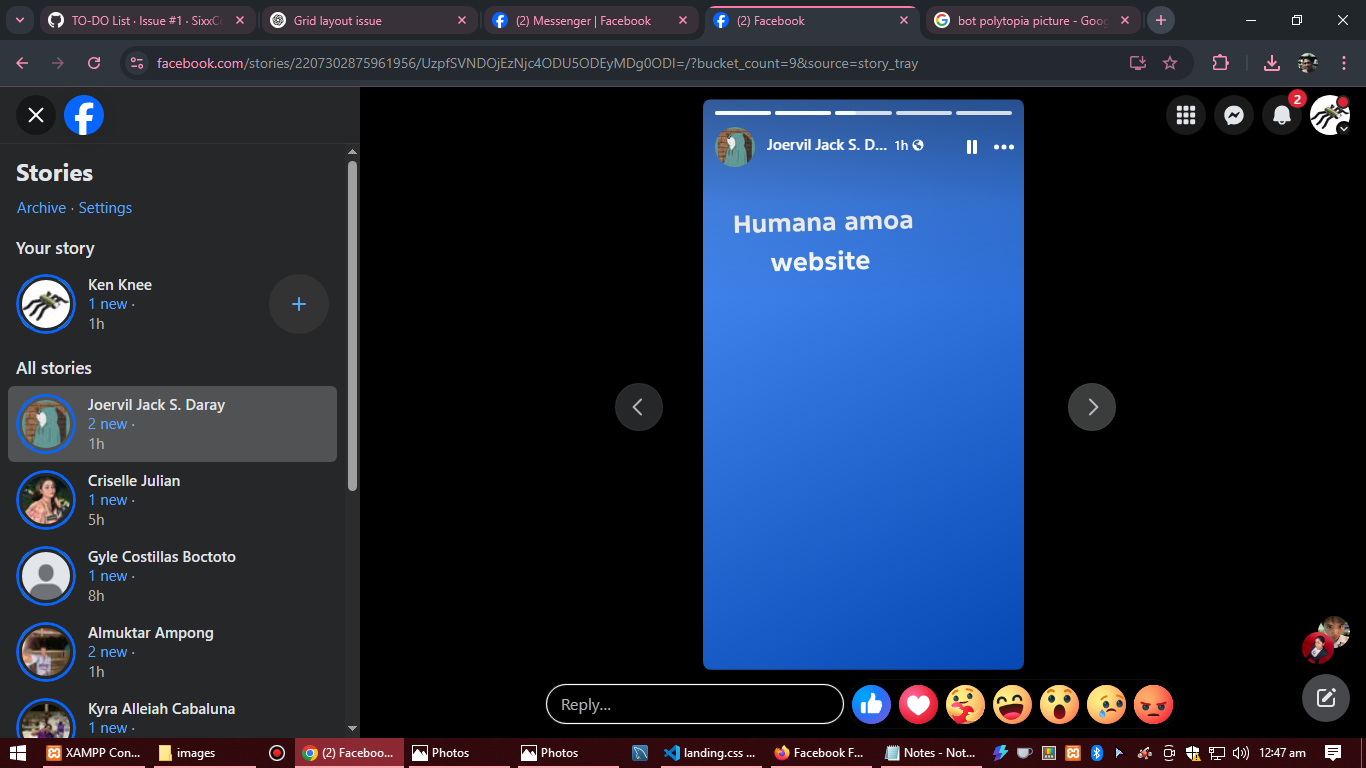 TO-DO List · Issue #1 · SixxC
Grid layout issue
(2) Messenger | Facebook
(2) Facebook
bot polytopia picture - Goog
facebook.com/stories/2207302875961956/UzpfSVNDOjEzNjc4ODU5ODEyMDg0ODI=/?bucket_count=9&source=story_tray
Stories
Archive · Settings
Your story
Ken Knee
1 new ·
1h
All stories
Joervil Jack S. Daray
2 new ·
1h
Criselle Julian
1 new ·
5h
Gyle Costillas Boctoto
1 new ·
8h
Almuktar Ampong
2 new ·
1h
Kyra Alleiah Cabaluna
1 new ·
Joervil Jack S. D... 1h
Humana amoa
website
2
Reply...
XAMPP Con... images (2) Faceboo... Photos Photos landing.css ... Facebook F... Notes - Not... 12:47 am